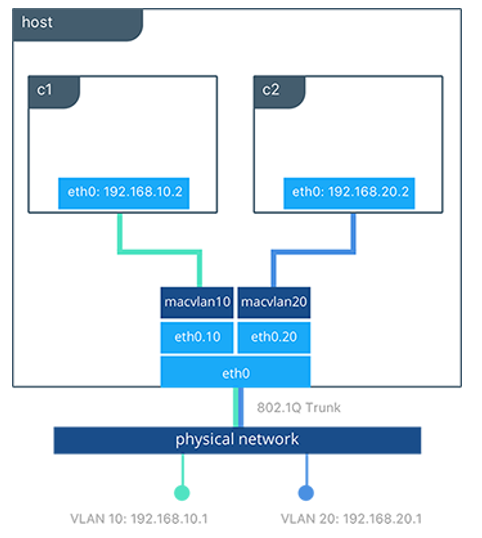 host
c1
c2
eth0: 192.168.10.2
eth0: 192.168.20.2
macvlan10
macvlan20
eth0.10
eth0.20
eth0
802.1Q Trunk
physical network
VLAN 10: 192.168.10.1
VLAN 20: 192.168.20.1